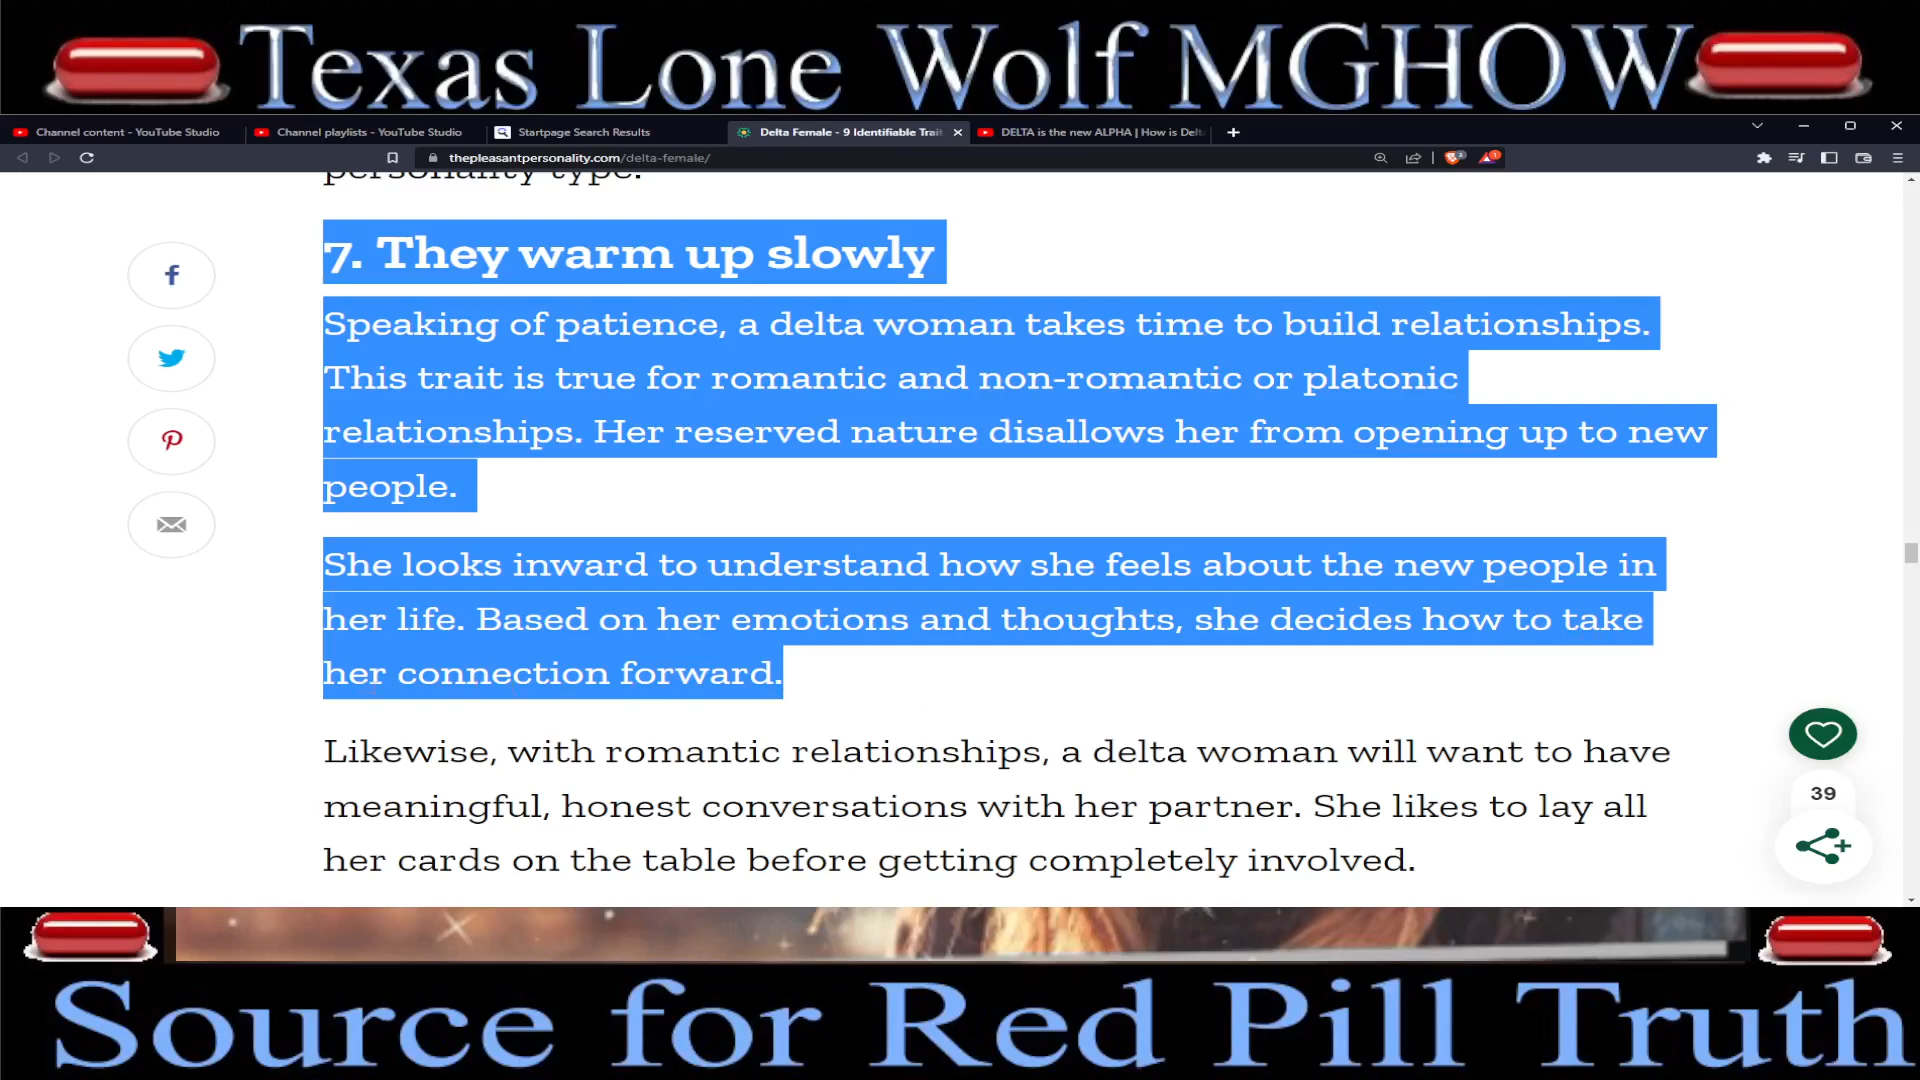 Texas Lone Wolf MGHOW
Channel content - YouTube Studio
Channel playlists - YouTube Studio
Startpage Search Results
Delta Female - 9 Identifiable Trait
DELTA is the new ALPHA | How is Delt
thepleasantpersonality.com/delta-female/
personality type.
7. They warm up slowly
Speaking of patience, a delta woman takes time to build relationships.
This trait is true for romantic and non-romantic or platonic
relationships. Her reserved nature disallows her from opening up to new
people.
She looks inward to understand how she feels about the new people in
her life. Based on her emotions and thoughts, she decides how to take
her connection forward.
Likewise, with romantic relationships, a delta woman will want to have
meaningful, honest conversations with her partner. She likes to lay all
her cards on the table before getting completely involved.
39
Source for Red Pill Truth